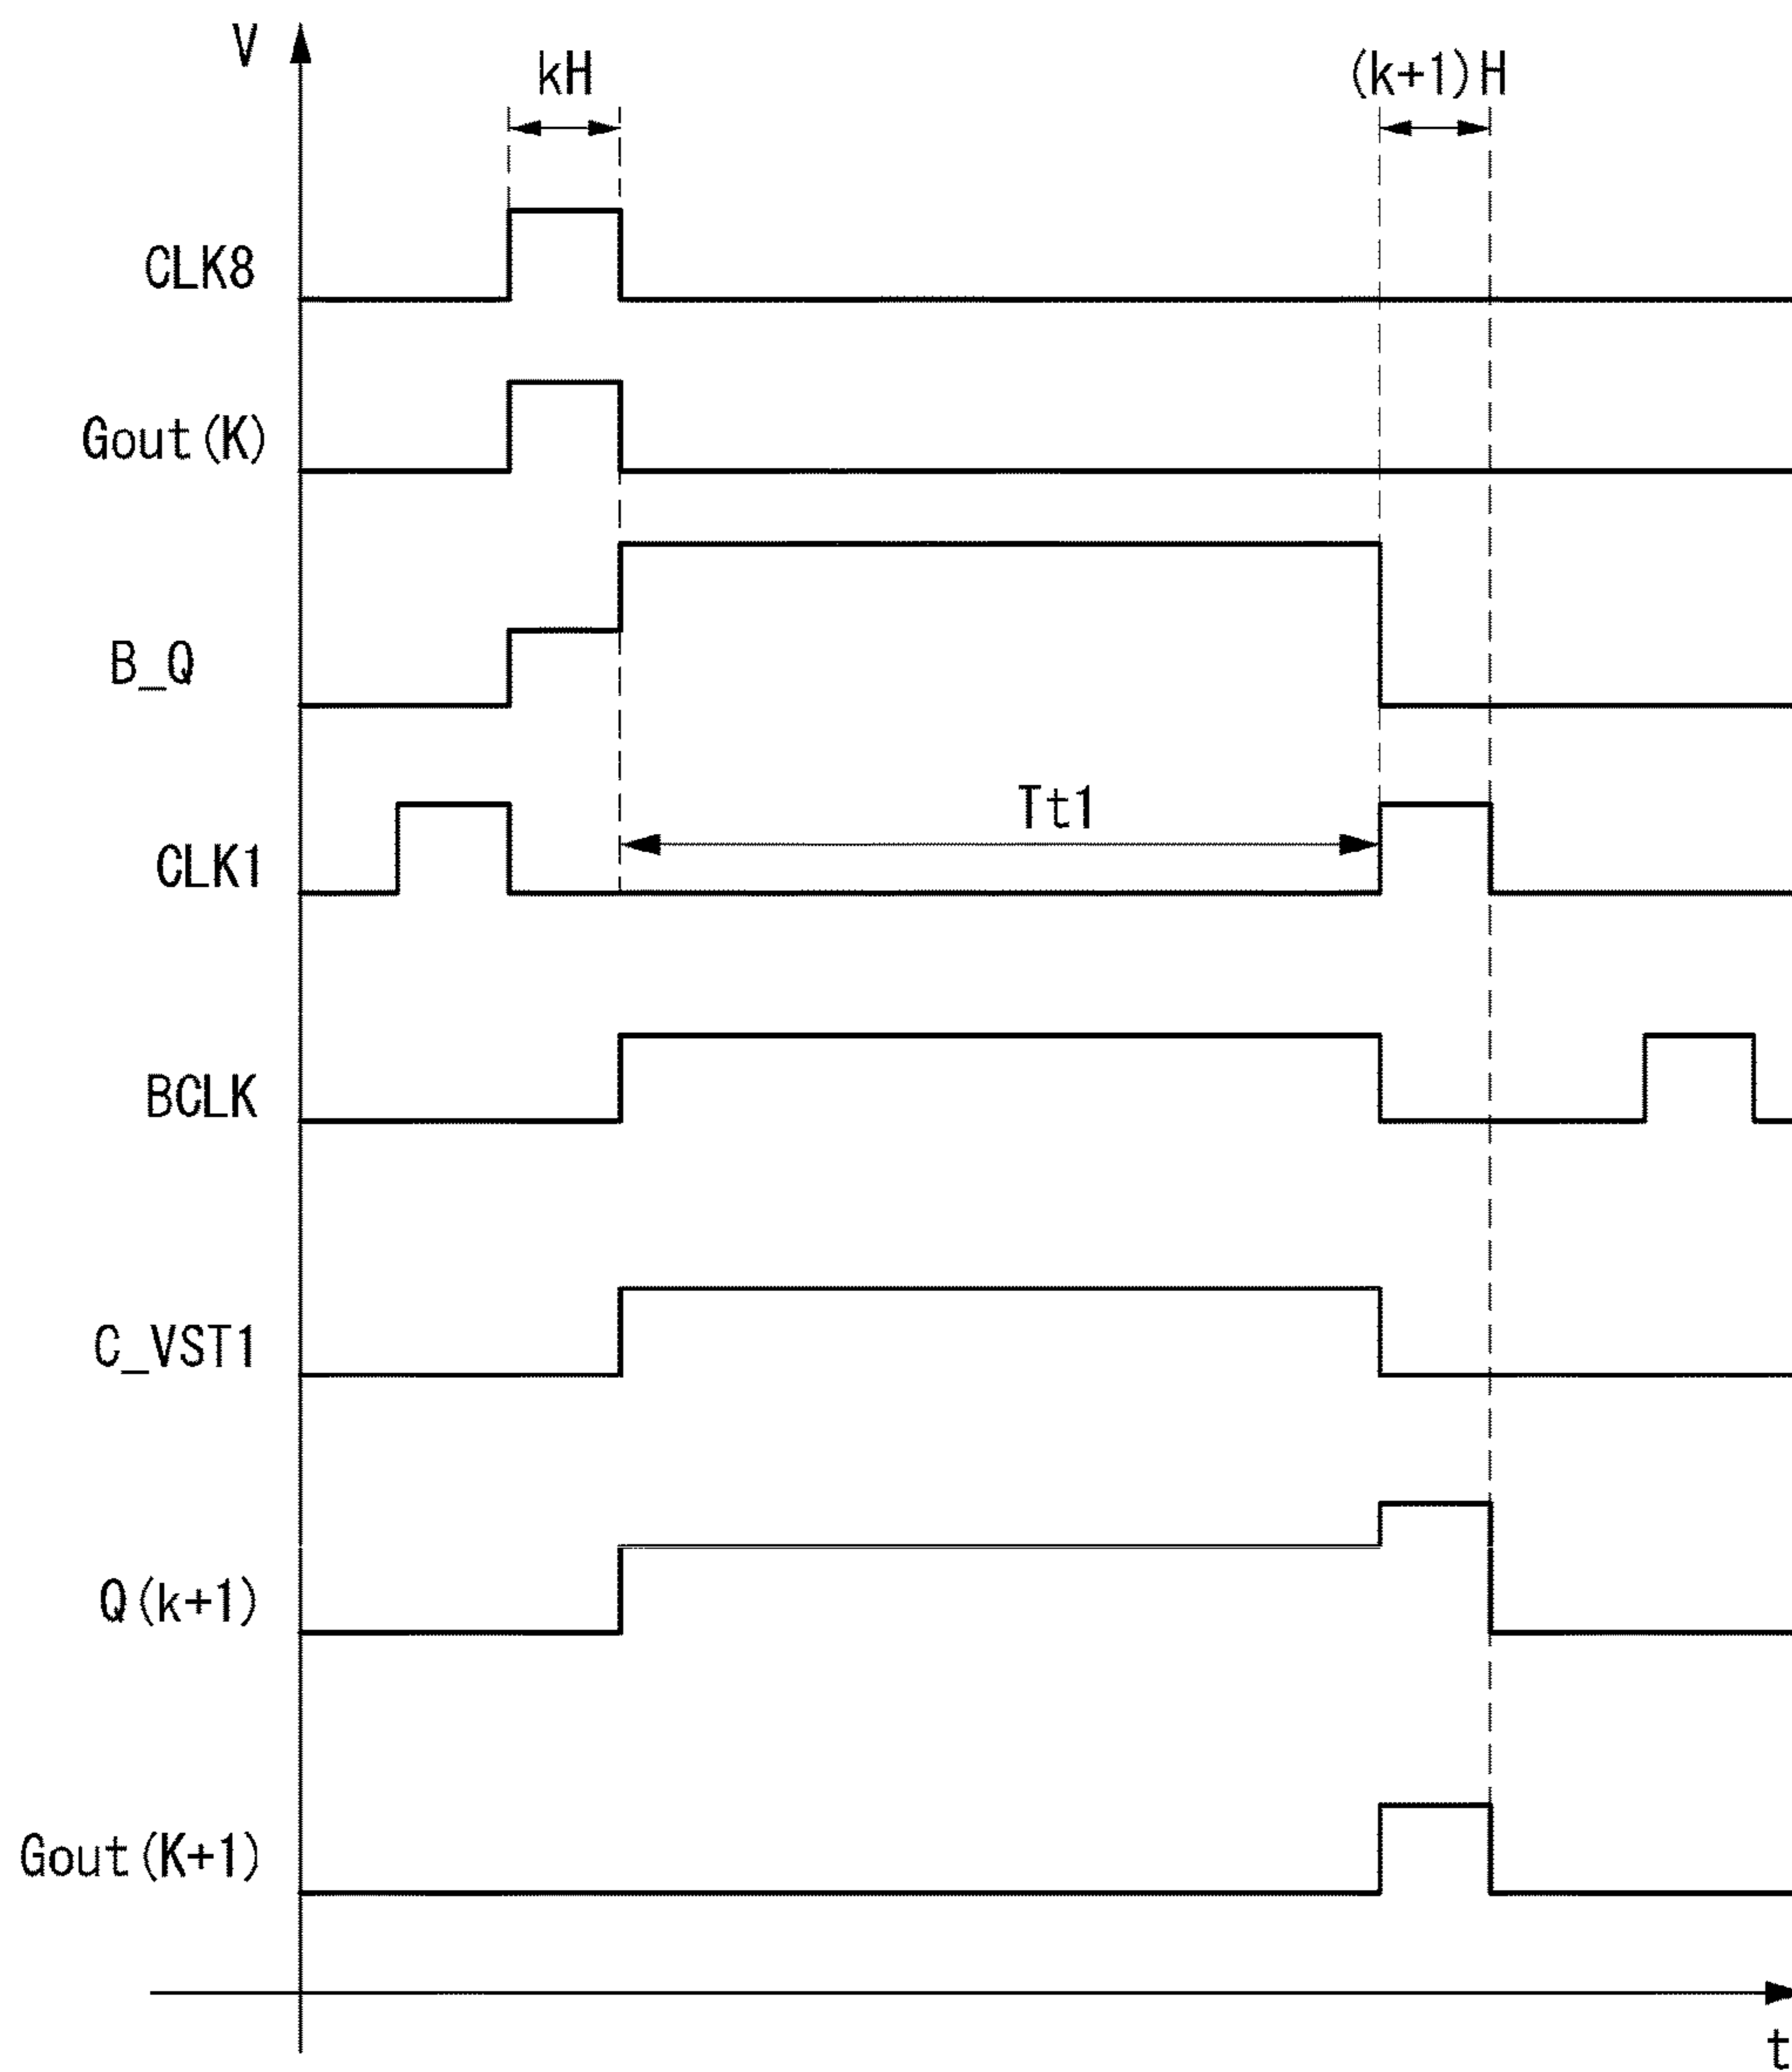 V
kH
(k+1)H
CLK8
Gout(K)
B_Q
Tt1
CLK1
BCLK
C_VST1
Q(k+1)
Gout(K+1)
t